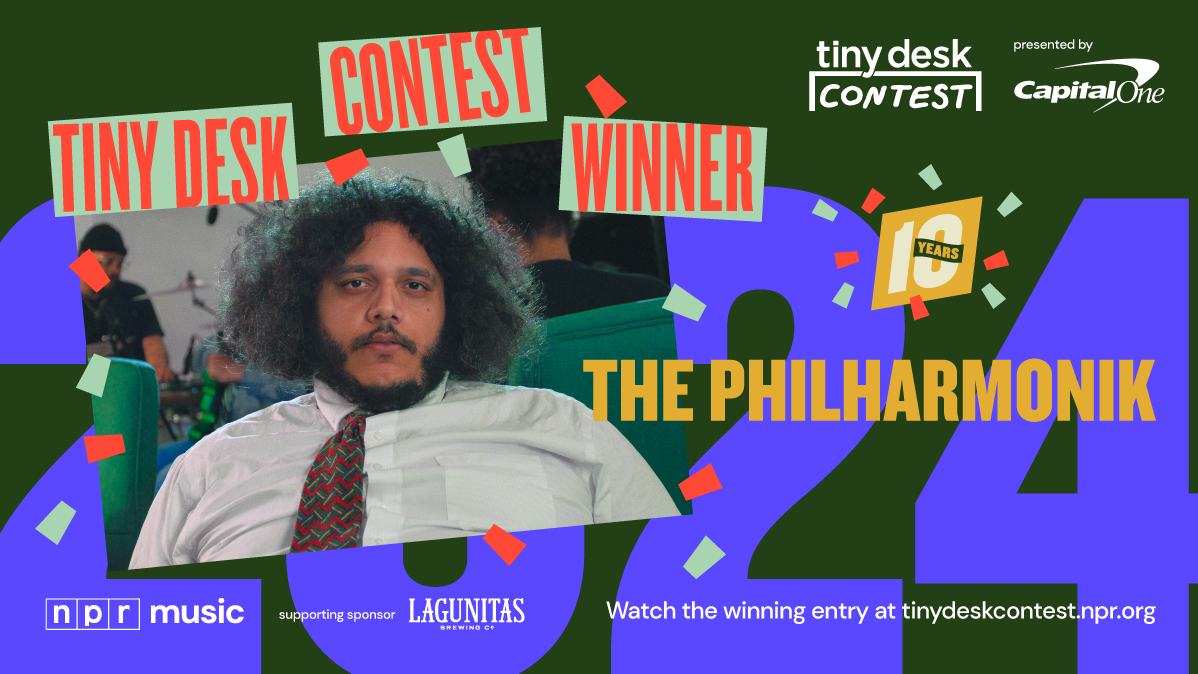 TINY DESK
CONTEST
WINNER
tiny desk
CONTEST
presented by
Capital One
10
YEARS
2024
THE PHILHARMONIK
npr music
supporting sponsor
LAGUNITAS
BREWING CO
Watch the winning entry at tinydeskcontest.npr.org